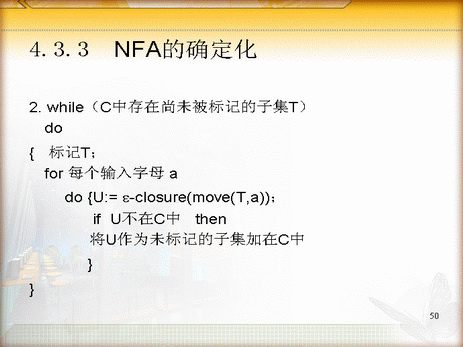 4.3.3 NFA的确定化
2. while（C中存在尚未被标记的子集T）
do
{ 标记T；
for 每个输入字母 a
do {U:= ε-closure(move(T,a))；
if U不在C中 then
将U作为未标记的子集加在C中
}
}
50